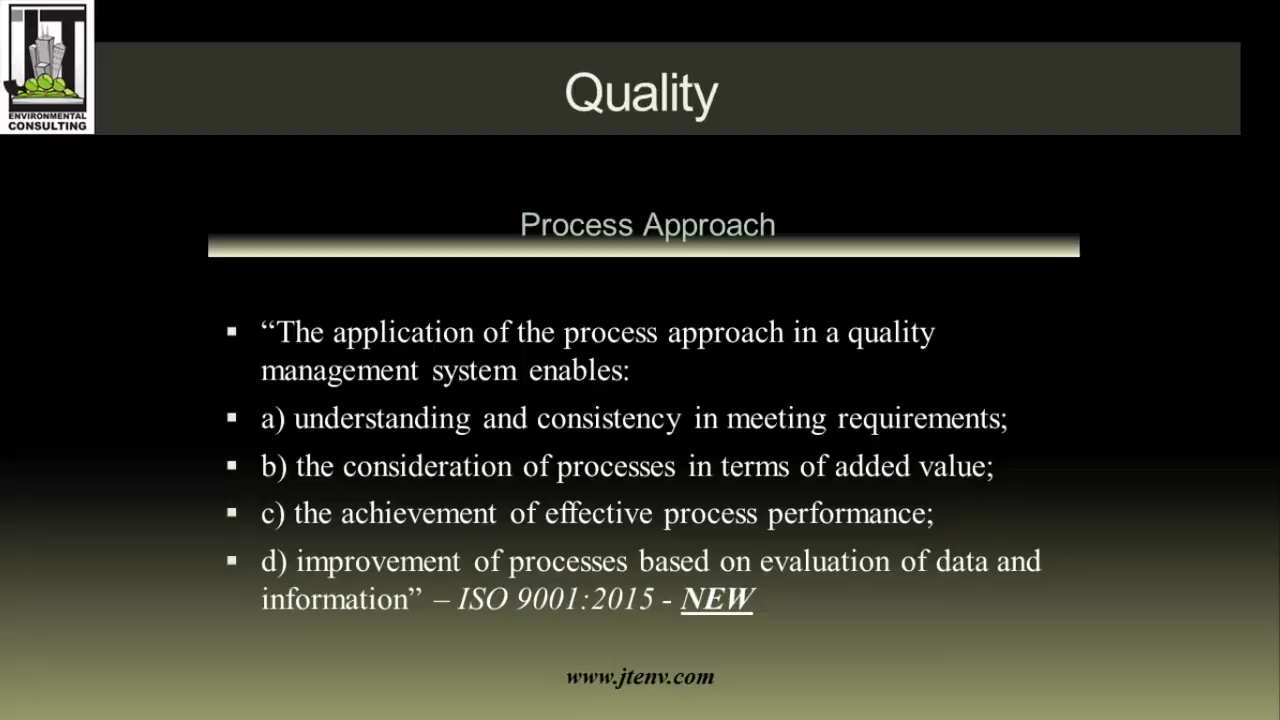 JT
ENVIRONMENTAL
CONSULTING
Quality
Process Approach
▪ “The application of the process approach in a quality
management system enables:
▪ a) understanding and consistency in meeting requirements;
▪ b) the consideration of processes in terms of added value;
▪ c) the achievement of effective process performance;
▪ d) improvement of processes based on evaluation of data and
information” – ISO 9001:2015 - NEW
www.jtenv.com